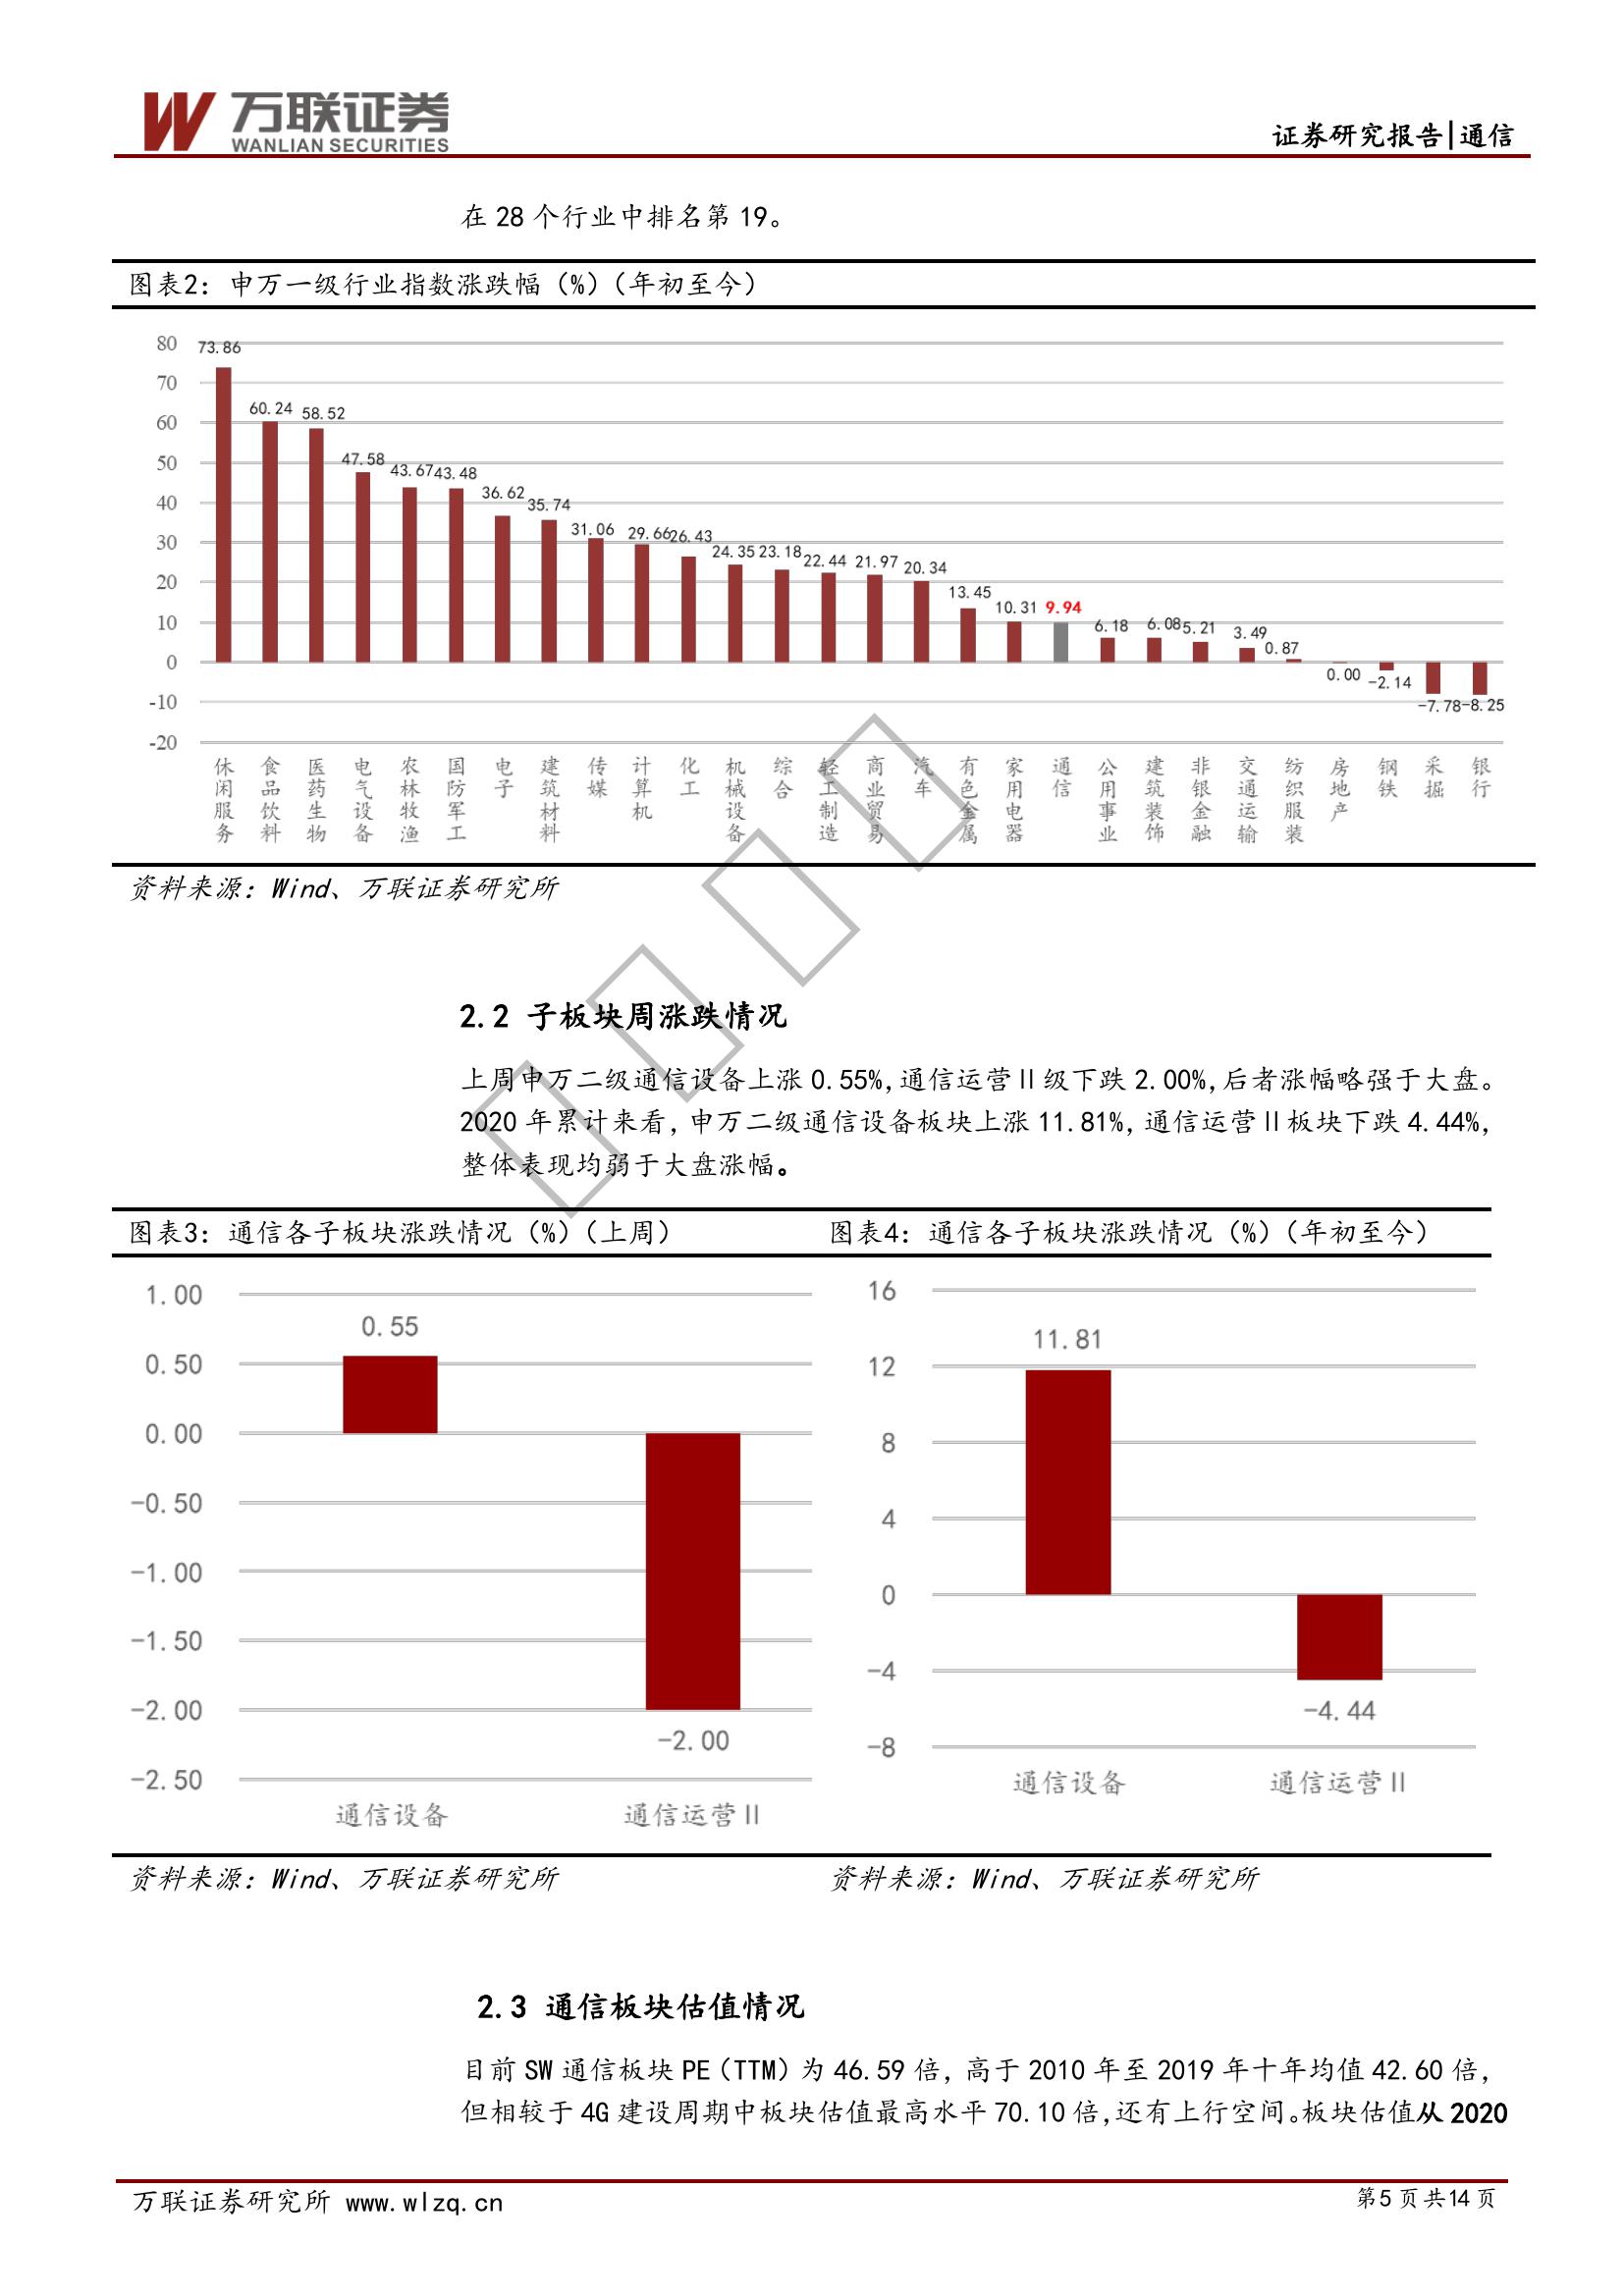 万联证券
WANLIAN SECURITIES
证券研究报告|通信
在 28 个行业中排名第 19。
图表2：申万一级行业指数涨跌幅（%）（年初至今）
80
70
60
50
40
30
20
10
0
-10
-20
73.86
60.24
58.52
47.58
43.67
43.48
36.62
35.74
31.06
29.66
26.43
24.35
23.18
22.44
21.97
20.34
13.45
10.31
9.94
6.18
6.08
5.21
3.49
0.87
0.00
-2.14
-7.78
-8.25
休闲服务
食品饮料
医药生物
电气设备
农林牧渔
国防军工
电子
建筑材料
传媒
计算机
化工
机械设备
综合
轻工制造
商业贸易
汽车
有色金属
家用电器
通信
公用事业
建筑装饰
非银金融
交通运输
纺织服装
房地产
钢铁
采掘
银行
资料来源：Wind、万联证券研究所
2.2 子板块周涨跌情况
上周申万二级通信设备上涨 0.55%,通信运营Ⅱ级下跌 2.00%,后者涨幅略强于大盘。
2020 年累计来看，申万二级通信设备板块上涨 11.81%，通信运营Ⅱ板块下跌 4.44%，
整体表现均弱于大盘涨幅。
图表3：通信各子板块涨跌情况（%）（上周）
1.00
0.50
0.00
-0.50
-1.00
-1.50
-2.00
-2.50
0.55
-2.00
通信设备
通信运营Ⅱ
资料来源：Wind、万联证券研究所
图表4：通信各子板块涨跌情况（%）（年初至今）
16
12
8
4
0
-4
-8
11.81
-4.44
通信设备
通信运营Ⅱ
资料来源：Wind、万联证券研究所
2.3 通信板块估值情况
目前 SW 通信板块 PE（TTM）为 46.59 倍，高于 2010 年至 2019 年十年均值 42.60 倍，
但相较于 4G 建设周期中板块估值最高水平 70.10 倍,还有上行空间。板块估值从 2020
万联证券研究所 www.wlzq.cn
第5 页 共14 页